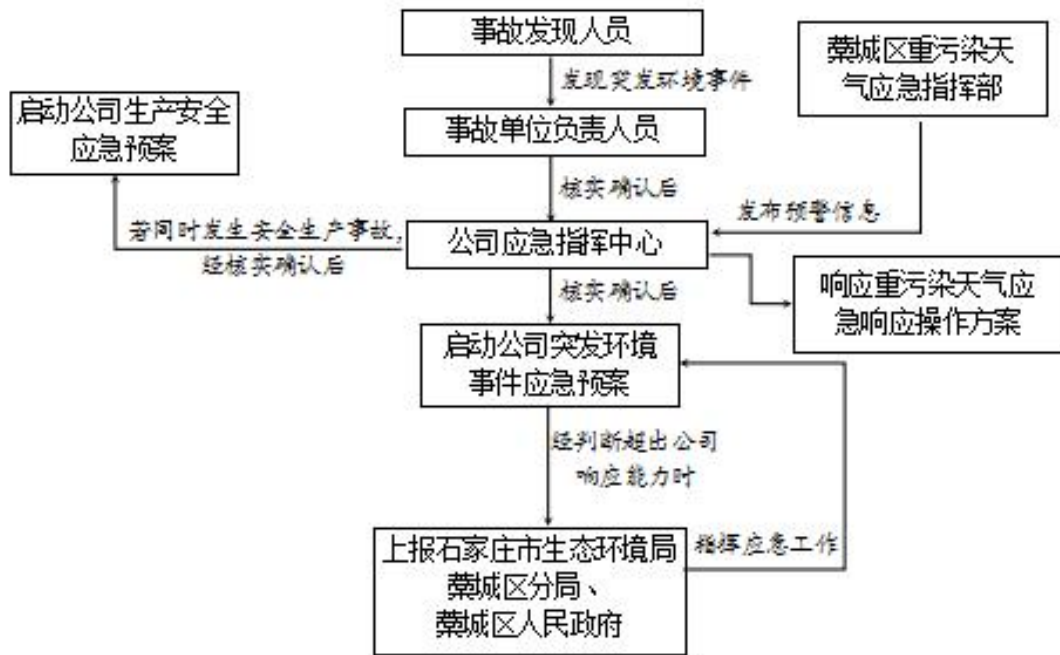 事故发现人员
发现突发环境事件
藁城区重污染天
气应急指挥部
启动公司生产安全
应急预案
事故单位负责人员
核实确认后
发布预警信息
若同时发生安全生产事故，
经核实确认后
公司应急指挥中心
核实确认后
响应重污染天气应
急响应操作方案
启动公司突发环境
事件应急预案
经判断超出公司
响应能力时
上报石家庄市生态环境局
藁城区分局、
藁城区人民政府
指挥应急工作